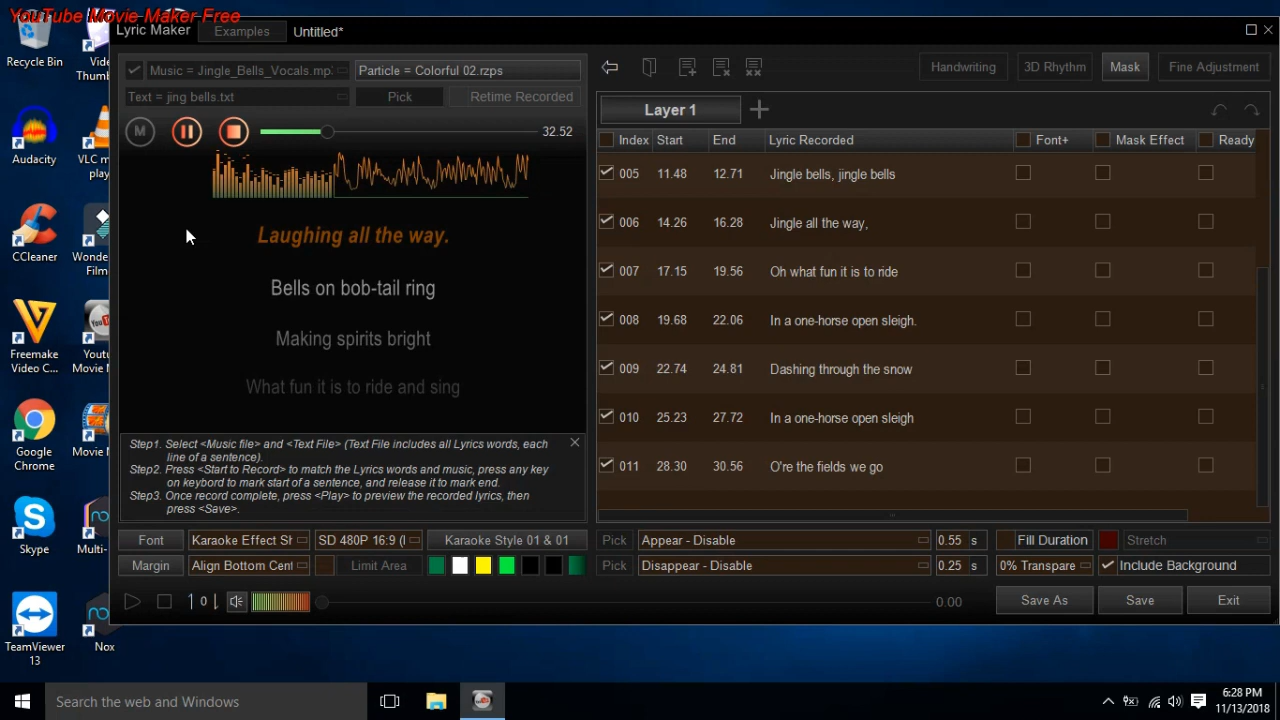 YouTube Movie Maker Free
Lyric Maker
Examples
Untitled*
Music = Jingle_Bells_Vocals.mp
Particle = Colorful 02.rzps
Text = jing bells.txt
Pick
Retime Recorded
M
32.52
Laughing all the way.
Bells on bob-tail ring
Making spirits bright
What fun it is to ride and sing
Step1. Select <Music file> and <Text File> (Text File includes all Lyrics words, each
line of a sentence).
Step2. Press <Start to Record> to match the Lyrics words and music, press any key
on keybord to mark start of a sentence, and release it to mark end.
Step3. Once record complete, press <Play> to preview the recorded lyrics, then
press <Save>.
Font
Karaoke Effect Sh
SD 480P 16:9 (
Karaoke Style 01 & 01
Margin
Align Bottom Cent
Limit Area
1 0
0.00
Handwriting
3D Rhythm
Mask
Fine Adjustment
Layer 1
Index Start End Lyric Recorded Font+ Mask Effect Ready
005 11.48 12.71 Jingle bells, jingle bells
006 14.26 16.28 Jingle all the way,
007 17.15 19.56 Oh what fun it is to ride
008 19.68 22.06 In a one-horse open sleigh.
009 22.74 24.81 Dashing through the snow
010 25.23 27.72 In a one-horse open sleigh
011 28.30 30.56 O're the fields we go
Pick Appear - Disable 0.55 s Fill Duration Stretch
Pick Disappear - Disable 0.25 s 0% Transpare Include Background
Save As
Save
Exit
Recycle Bin
Vide
Thumb
Audacity
VLC m
play
CCleaner
Wonde
Film
Freemake
Video C...
Youtu
Movie M
Google
Chrome
Movie M
Skype
Multi-
TeamViewer
13
Nox
Search the web and Windows
6:28 PM
11/13/2018